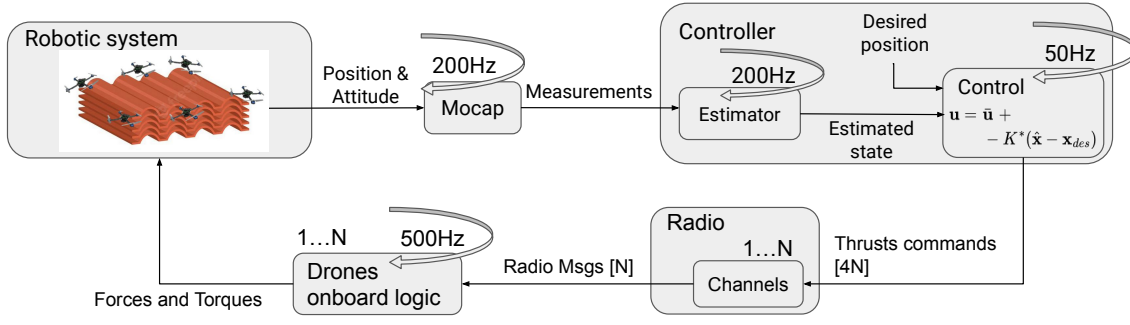 Robotic system
Position &
Attitude
200Hz
Mocap
Measurements
Controller
200Hz
Estimator
Estimated
state
Desired
position
50Hz
Control
u = ū +
- K*(x̂ - x_des)
Thrusts commands
[4N]
Radio
1...N
Channels
Radio Msgs [N]
1...N
500Hz
Drones
onboard logic
Forces and Torques